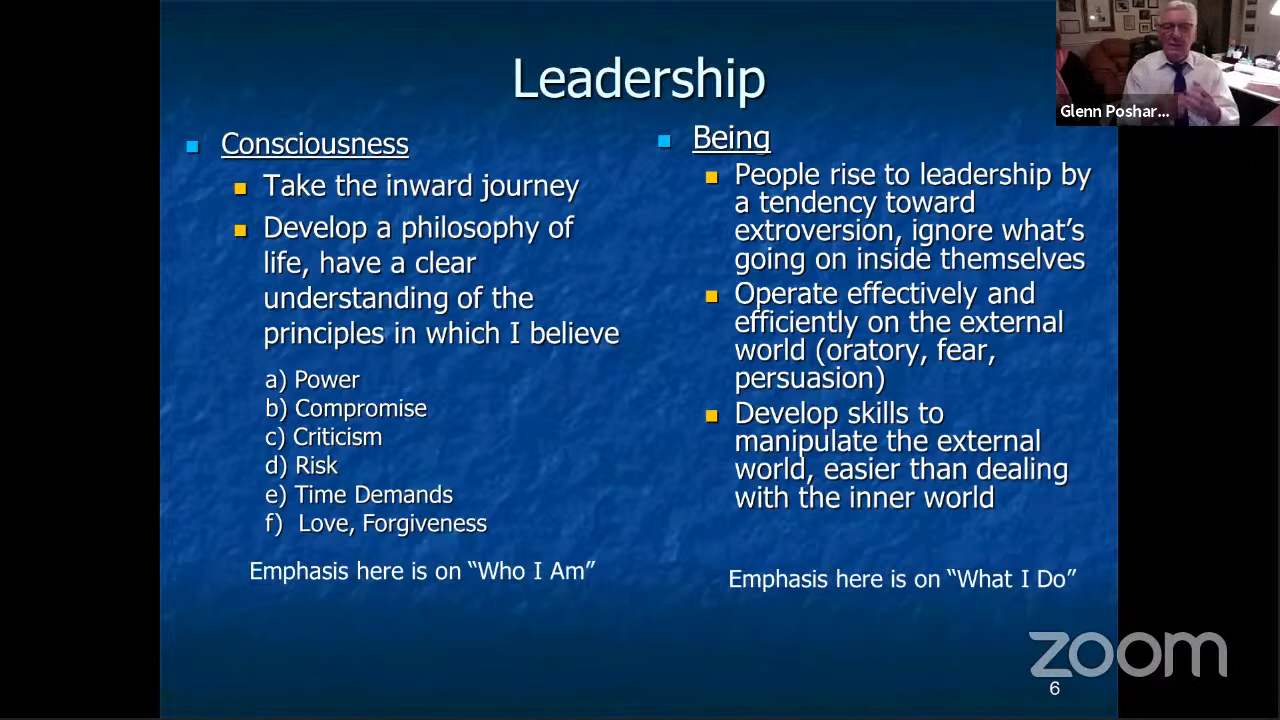 Leadership
Consciousness
Take the inward journey
Develop a philosophy of
life, have a clear
understanding of the
principles in which I believe
a) Power
b) Compromise
c) Criticism
d) Risk
e) Time Demands
f) Love, Forgiveness
Emphasis here is on “Who I Am”
Being
People rise to leadership by
a tendency toward
extroversion, ignore what’s
going on inside themselves
Operate effectively and
efficiently on the external
world (oratory, fear,
persuasion)
Develop skills to
manipulate the external
world, easier than dealing
with the inner world
Emphasis here is on “What I Do”
Glenn Poshar...
zoom
6